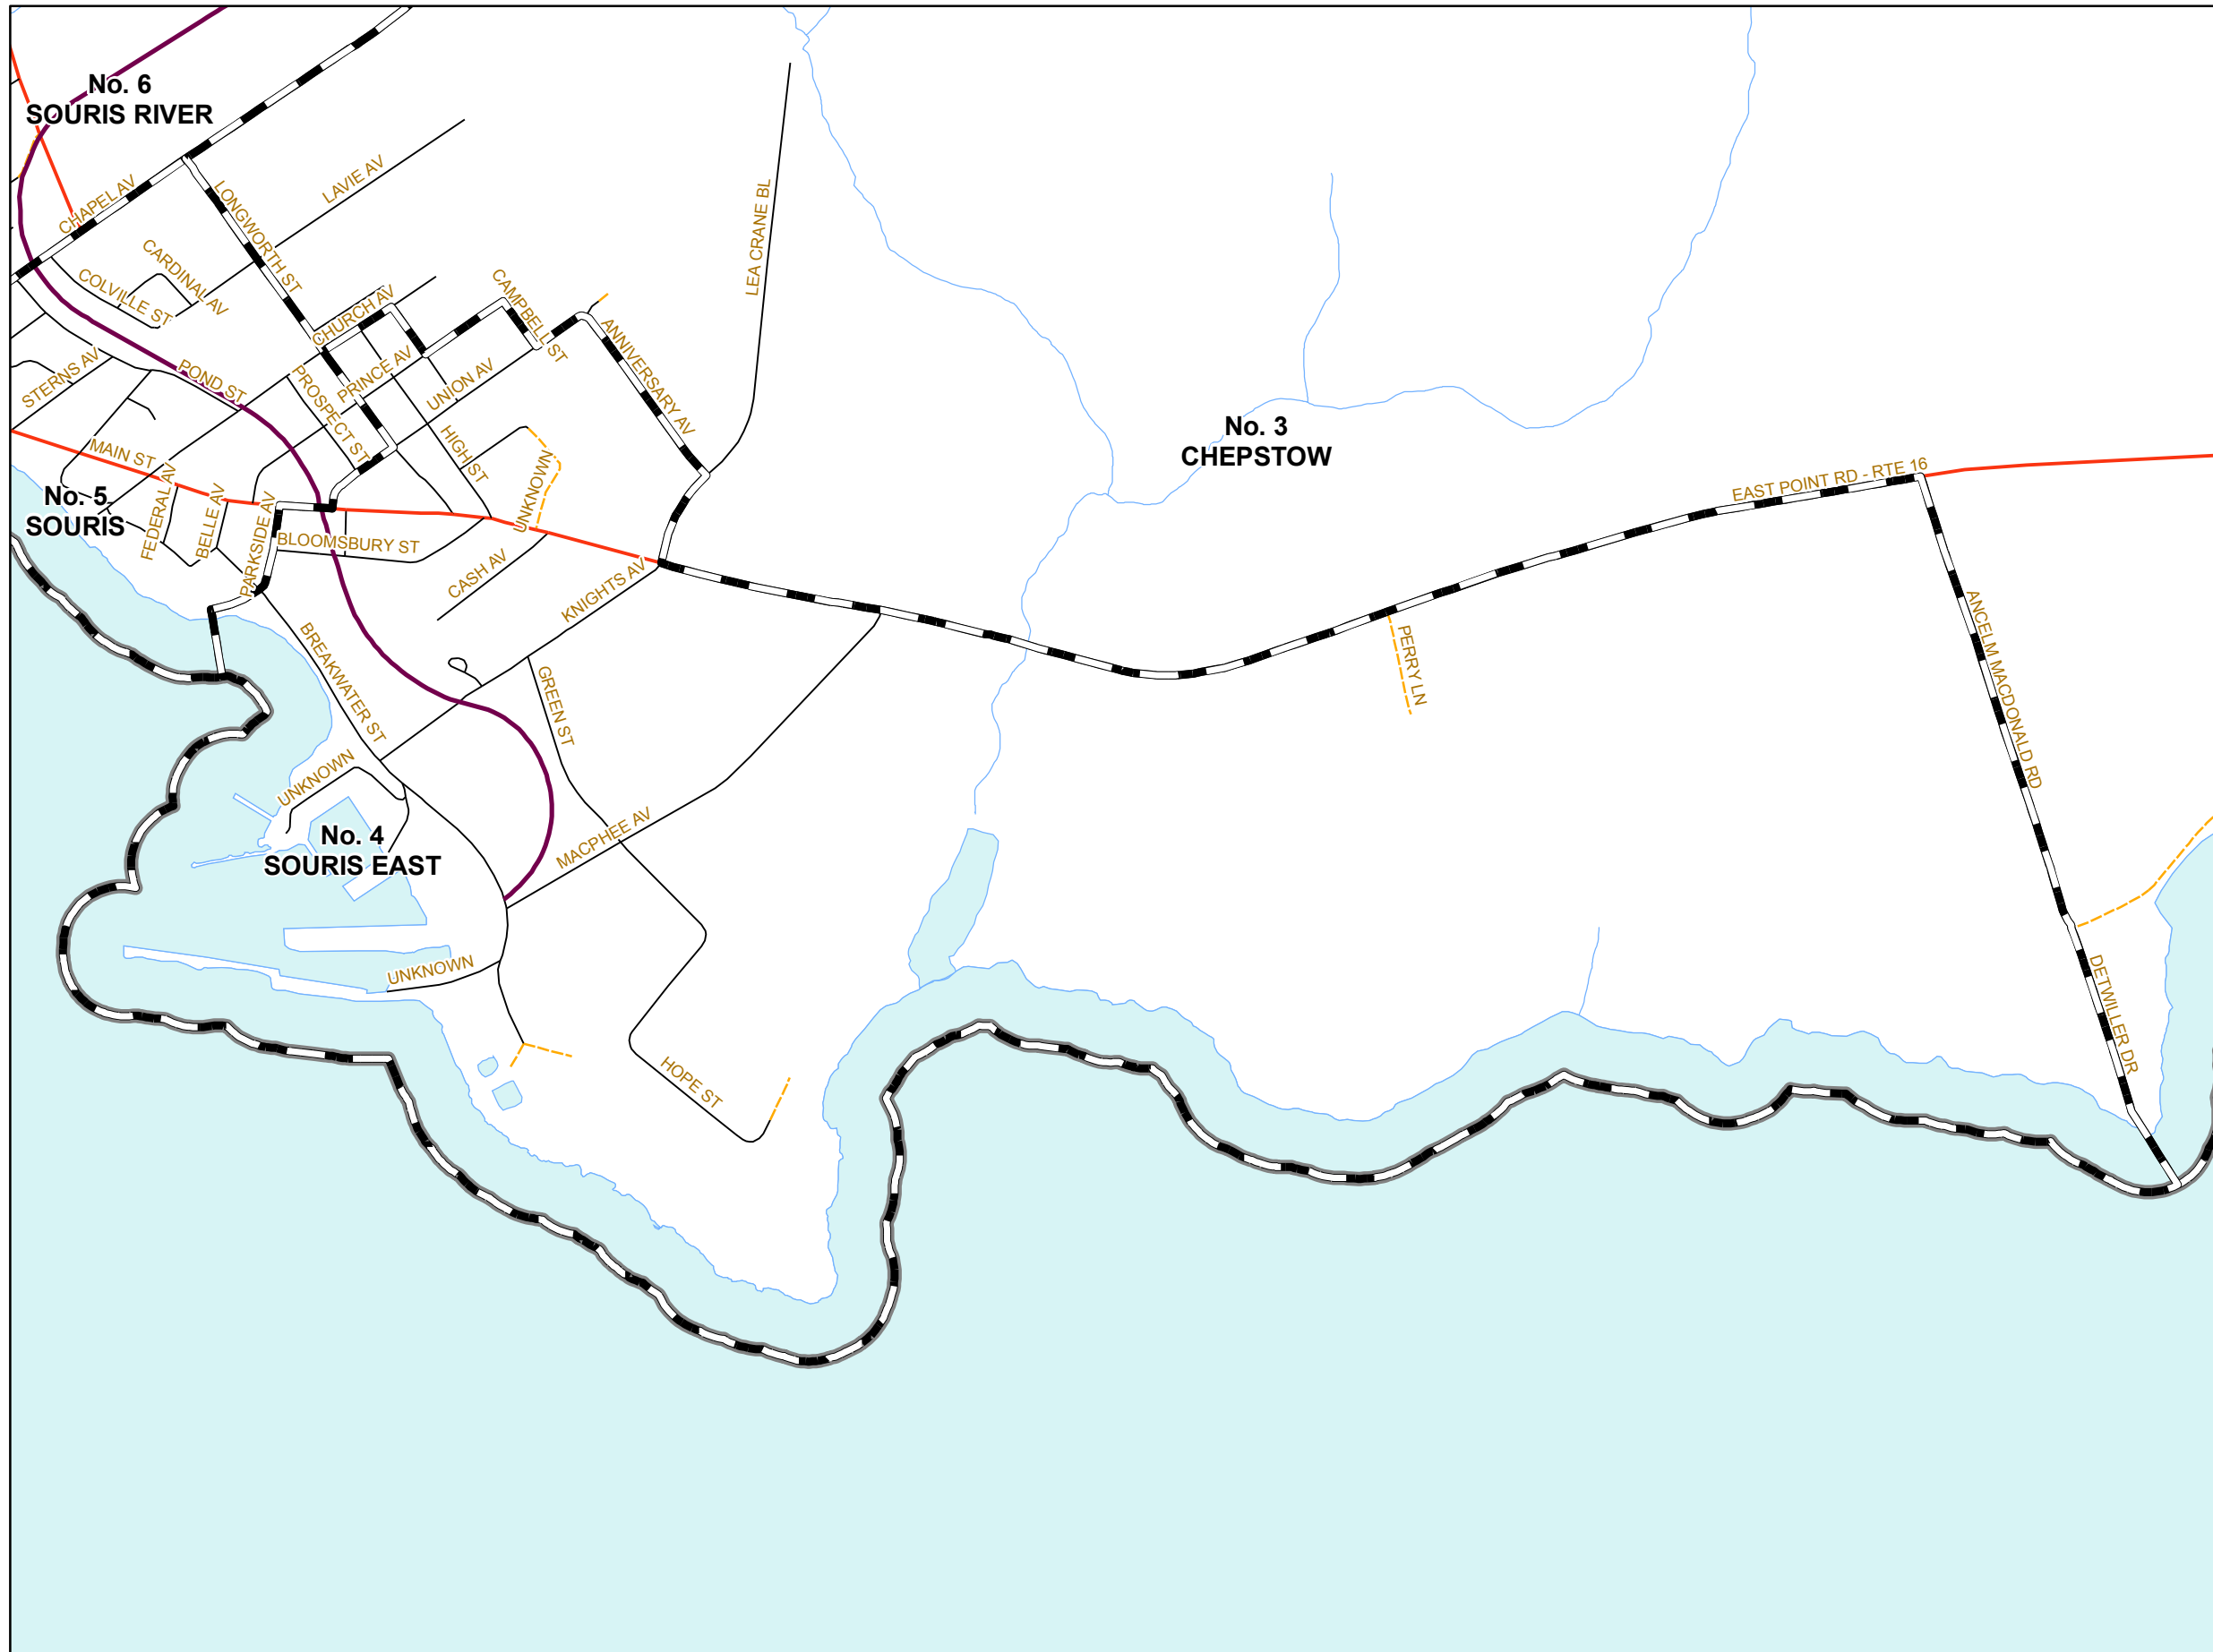 No. 6
SOURIS RIVER
CHAPEL AV
LONGWORTH ST
LAVIE AV
LEA CRANE BL
CARDINAL AV
COLVILLE ST
CHURCH AV
CAMPBELL ST
ANNIVERSARY AV
STERNS AV
POND ST
PROSPECT ST
PRINCE AV
UNION AV
HIGH ST
UNKNOWN
No. 3
CHEPSTOW
MAIN ST
No. 5
SOURIS
FEDERAL AV
BELLE AV
PARKSIDE AV
BLOOMSBURY ST
CASH AV
KNIGHTS AV
EAST POINT RD - RTE 16
ANCELM MACDONALD RD
PERRY LN
BREAKWATER ST
GREEN ST
UNKNOWN
No. 4
SOURIS EAST
MACPHEE AV
UNKNOWN
HOPE ST
DETWILLER DR